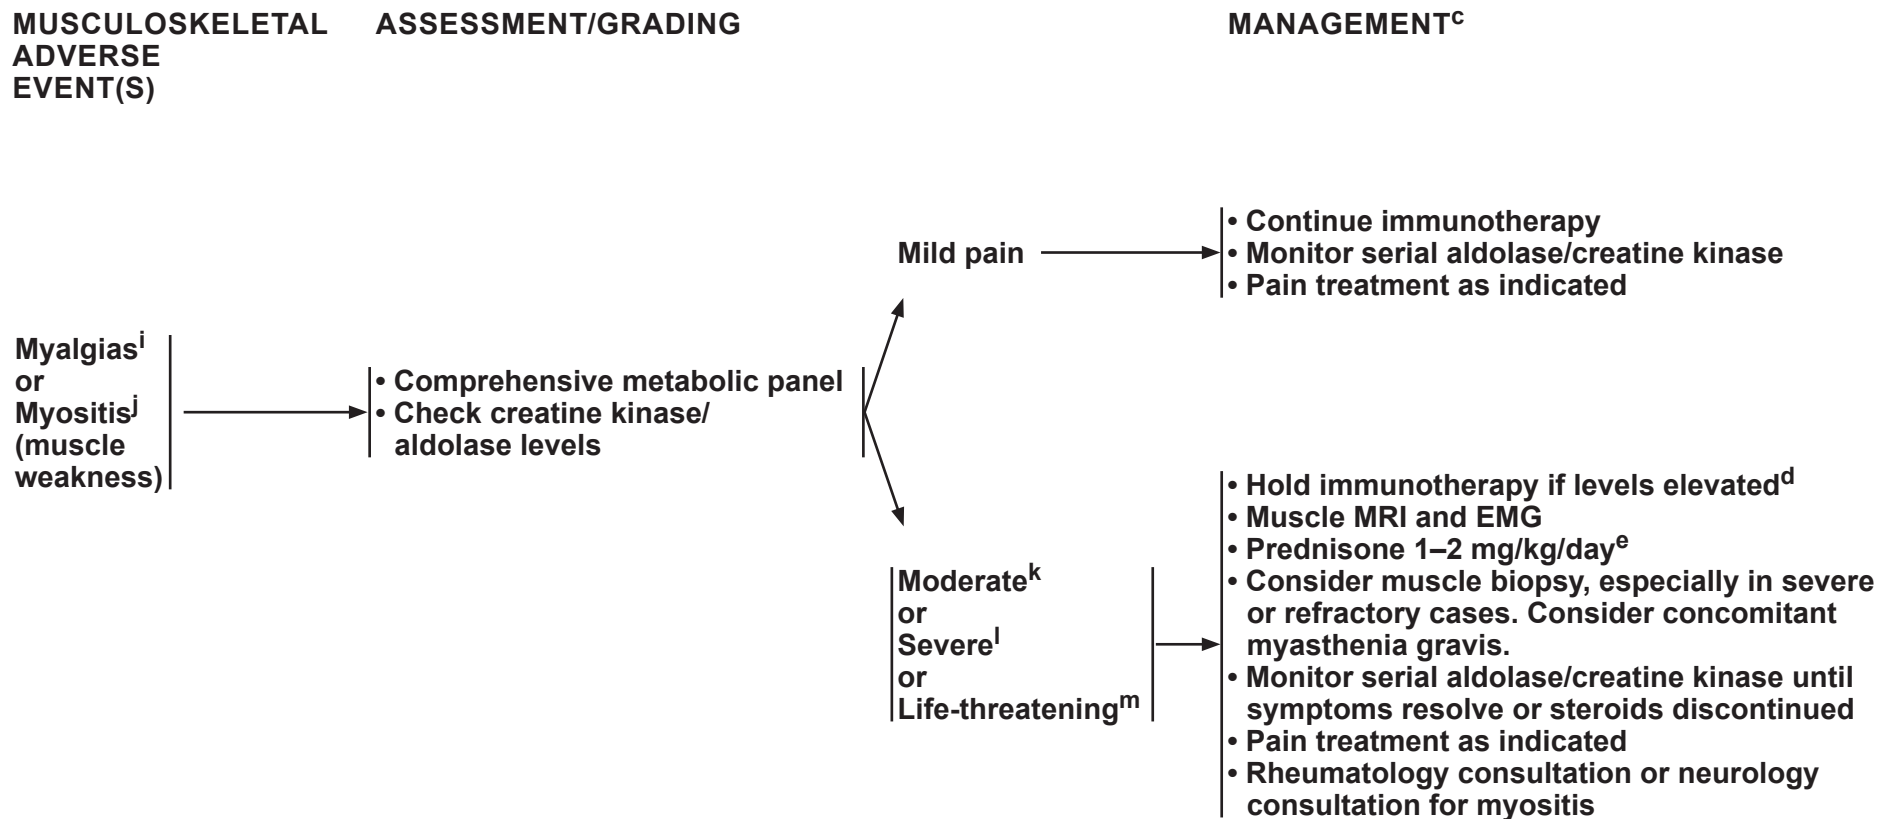 MUSCULOSKELETAL
ADVERSE
EVENT(S)
ASSESSMENT/GRADING
MANAGEMENTc
Myalgiasi
or
Myositisj
(muscle
weakness)
• Comprehensive metabolic panel
• Check creatine kinase/
aldolase levels
Mild pain
• Continue immunotherapy
• Monitor serial aldolase/creatine kinase
• Pain treatment as indicated
Moderatek
or
Severel
or
Life-threateningm
• Hold immunotherapy if levels elevatedd
• Muscle MRI and EMG
• Prednisone 1–2 mg/kg/daye
• Consider muscle biopsy, especially in severe
or refractory cases. Consider concomitant
myasthenia gravis.
• Monitor serial aldolase/creatine kinase until
symptoms resolve or steroids discontinued
• Pain treatment as indicated
• Rheumatology consultation or neurology
consultation for myositis